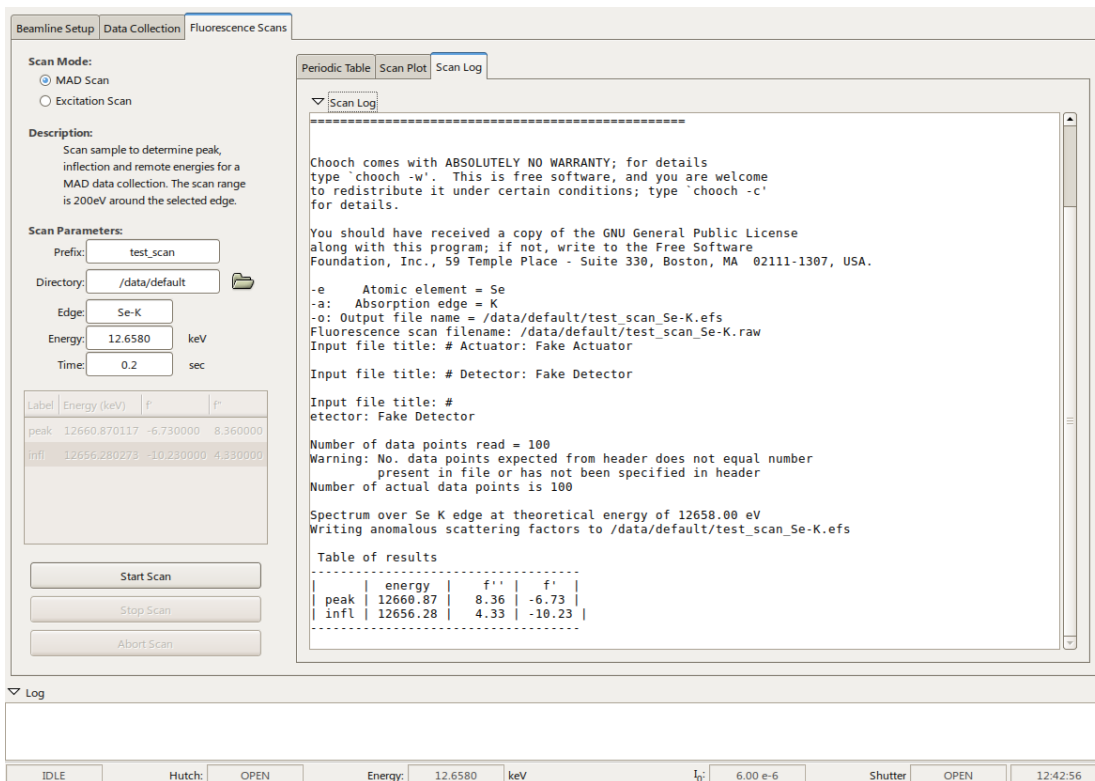 Beamline Setup Data Collection Fluorescence Scans
Scan Mode:
MAD Scan
Excitation Scan
Description:
Scan sample to determine peak,
inflection and remote energies for a
MAD data collection. The scan range
is 200eV around the selected edge.
Scan Parameters:
Prefix: test_scan
Directory: /data/default
Edge: Se-K
Energy: 12.6580 keV
Time: 0.2 sec
Label Energy (keV) f' f"
peak 12660.870117 -6.730000 8.360000
infl 12656.280273 -10.230000 4.330000
Start Scan
Stop Scan
Abort Scan
Periodic Table Scan Plot Scan Log
Scan Log
==================================================
Chooch comes with ABSOLUTELY NO WARRANTY; for details
type `chooch -w'. This is free software, and you are welcome
to redistribute it under certain conditions; type `chooch -c'
for details.
You should have received a copy of the GNU General Public License
along with this program; if not, write to the Free Software
Foundation, Inc., 59 Temple Place - Suite 330, Boston, MA 02111-1307, USA.
-e Atomic element = Se
-a: Absorption edge = K
-o: Output file name = /data/default/test_scan_Se-K.efs
Fluorescence scan filename: /data/default/test_scan_Se-K.raw
Input file title: # Actuator: Fake Actuator
Input file title: # Detector: Fake Detector
Input file title: #
etector: Fake Detector
Number of data points read = 100
Warning: No. data points expected from header does not equal number
present in file or has not been specified in header
Number of actual data points is 100
Spectrum over Se K edge at theoretical energy of 12658.00 eV
Writing anomalous scattering factors to /data/default/test_scan_Se-K.efs
Table of results
------------------------------------
| | energy | f'' | f' |
| peak | 12660.87 | 8.36 | -6.73 |
| infl | 12656.28 | 4.33 | -10.23 |
------------------------------------
Log
IDLE Hutch: OPEN Energy: 12.6580 keV I0: 6.00 e-6 Shutter OPEN 12:42:56